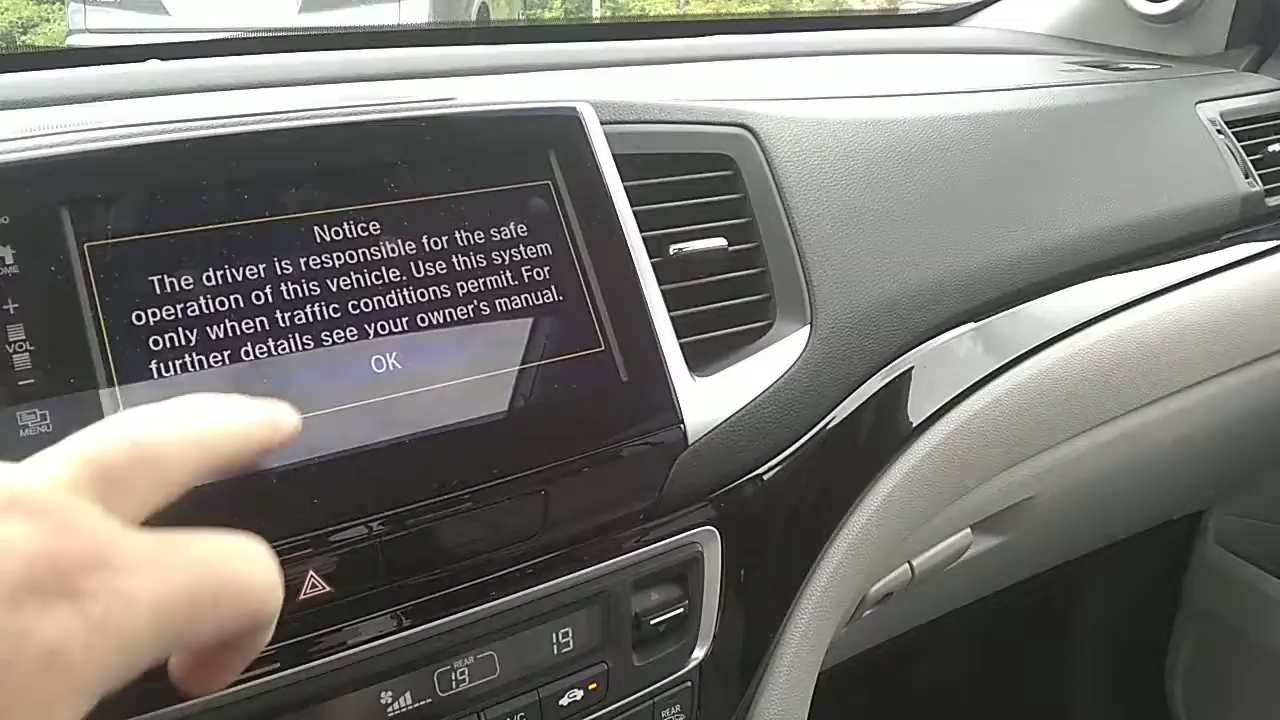 Notice
The driver is responsible for the safe
operation of this vehicle. Use this system
only when traffic conditions permit. For
further details see your owner's manual.
OK
+
VOL
−
MENU
19
REAR
19
REAR